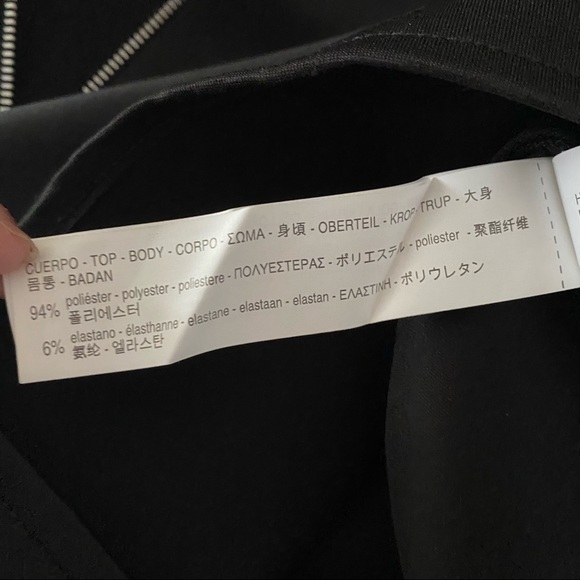 CUERPO - TOP - BODY - CORPO - ΣΩΜΑ - 身頃 - OBERTEIL - KROP TRUP - 大身
몸통 - BADAN
94% poliéster - polyester - poliestere - ΠΟΛΥΕΣΤΕΡΑΣ - ポリエステル - poliester - 聚酯纤维
폴리에스터
6% elastano - élasthanne - elastane - elastaan - elastan - ΕΛΑΣΤΙΝΗ - ポリウレタン
氨纶 - 엘라스탄